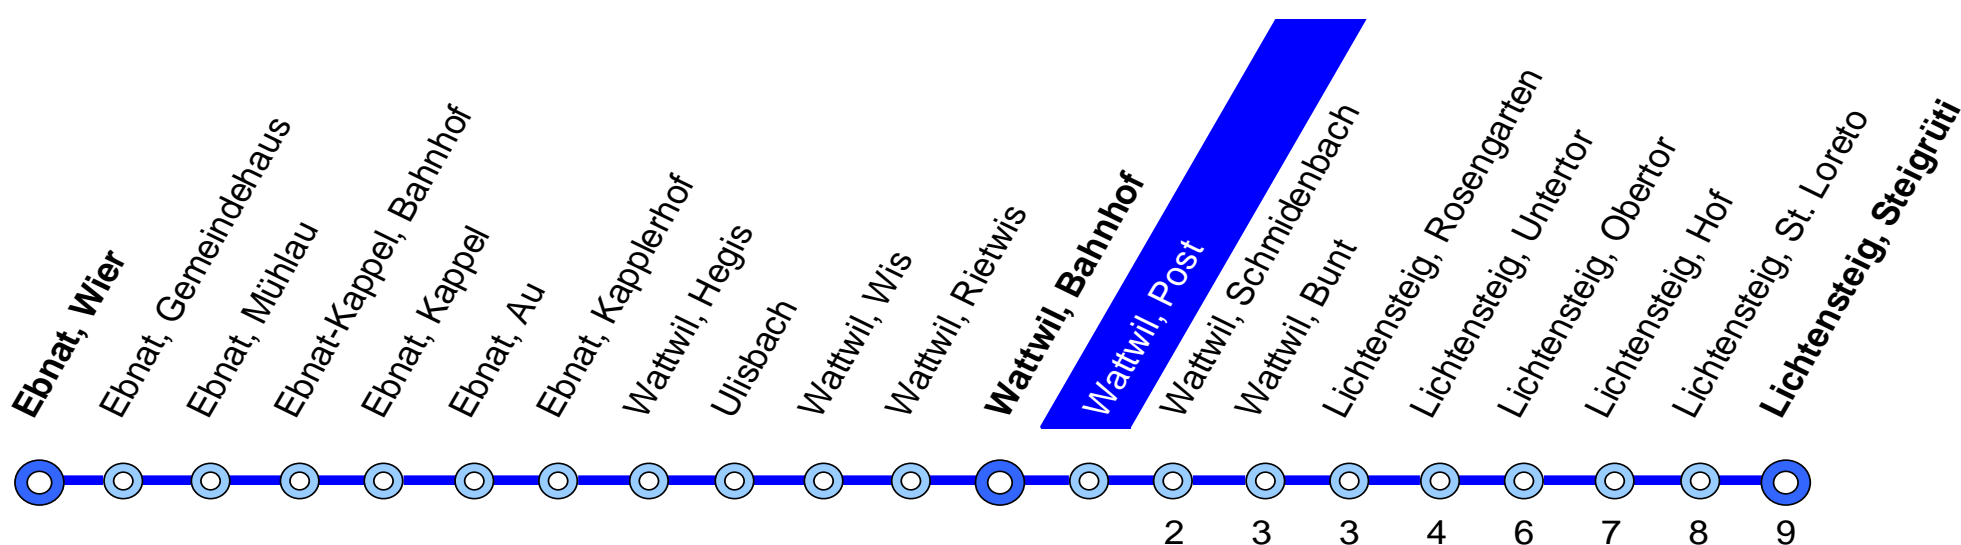 Ebnat, Wier
Ebnat, Gemeindehaus
Ebnat, Mühlau
Ebnat-Kappel, Bahnhof
Ebnat, Kappel
Ebnat, Au
Ebnat, Kapplerhof
Wattwil, Hegis
Ulisbach
Wattwil, Wis
Wattwil, Rietwis
Wattwil, Bahnhof
Wattwil, Post
Wattwil, Schmidenbach
Wattwil, Bunt
Lichtensteig, Rosengarten
Lichtensteig, Untertor
Lichtensteig, Obertor
Lichtensteig, Hof
Lichtensteig, St. Loreto
Lichtensteig, Steigrüti
2 3 3 4 6 7 8 9